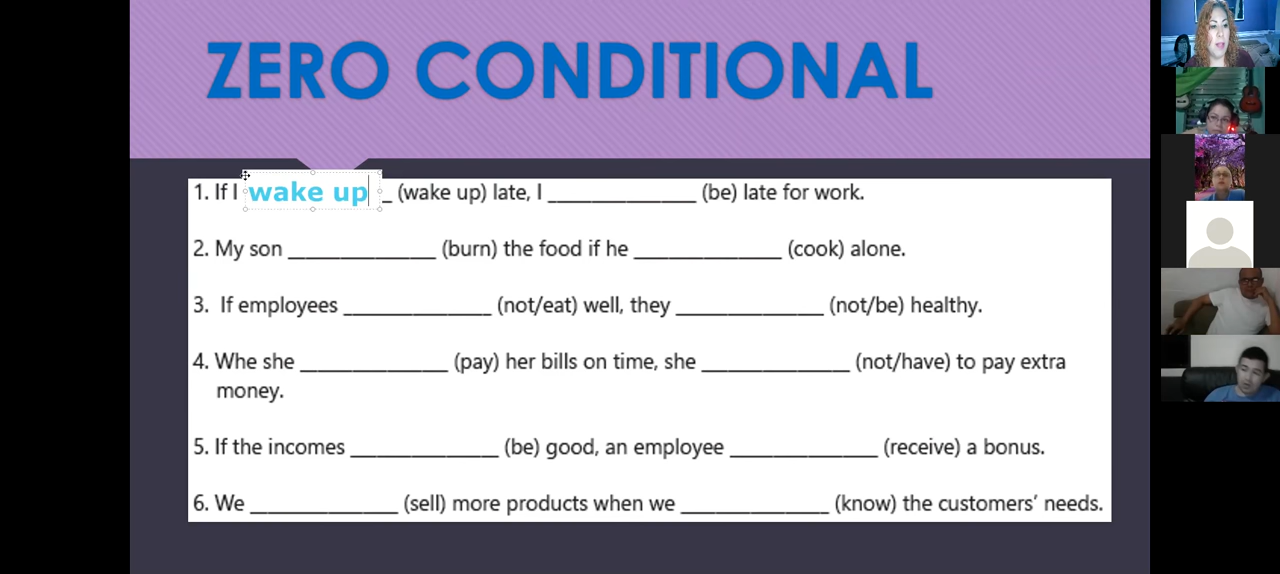 ZERO CONDITIONAL
1. If I wake up _ (wake up) late, I ______________ (be) late for work.
2. My son ______________ (burn) the food if he ______________ (cook) alone.
3. If employees ______________ (not/eat) well, they ______________ (not/be) healthy.
4. Whe she ______________ (pay) her bills on time, she ______________ (not/have) to pay extra
money.
5. If the incomes ______________ (be) good, an employee ______________ (receive) a bonus.
6. We ______________ (sell) more products when we ______________ (know) the customers’ needs.